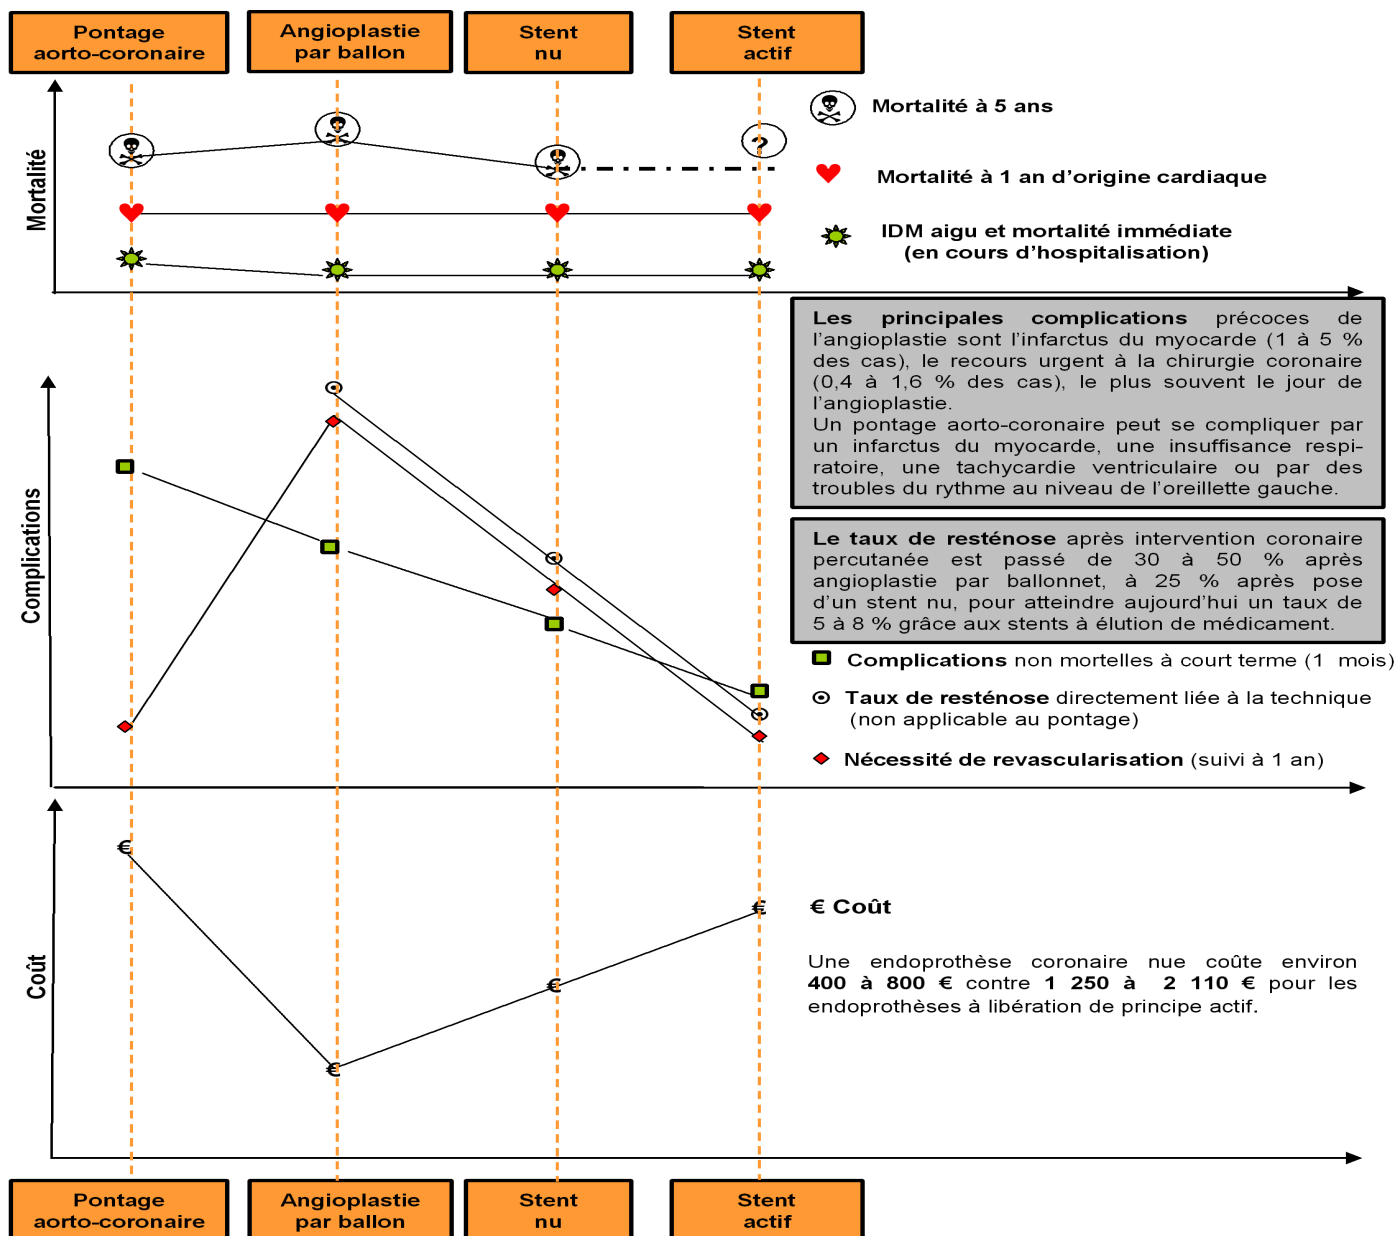 Pontage
aorto-coronaire
Angioplastie
par ballon
Stent
nu
Stent
actif
Mortalité
Mortalité à 5 ans
?
Mortalité à 1 an d'origine cardiaque
IDM aigu et mortalité immédiate
(en cours d'hospitalisation)
Les principales complications précoces de
l'angioplastie sont l'infarctus du myocarde (1 à 5 %
des cas), le recours urgent à la chirurgie coronaire
(0,4 à 1,6 % des cas), le plus souvent le jour de
l'angioplastie.
Un pontage aorto-coronaire peut se compliquer par
un infarctus du myocarde, une insuffisance respi-
ratoire, une tachycardie ventriculaire ou par des
troubles du rythme au niveau de l'oreillette gauche.
Complications
Le taux de resténose après intervention coronaire
percutanée est passé de 30 à 50 % après
angioplastie par ballonnet, à 25 % après pose
d'un stent nu, pour atteindre aujourd'hui un taux de
5 à 8 % grâce aux stents à élution de médicament.
Complications non mortelles à court terme (1 mois)
Taux de resténose directement liée à la technique
(non applicable au pontage)
Nécessité de revascularisation (suivi à 1 an)
Coût
€
€
€
€
€ Coût
Une endoprothèse coronaire nue coûte environ
400 à 800 € contre 1 250 à 2 110 € pour les
endoprothèses à libération de principe actif.
Pontage
aorto-coronaire
Angioplastie
par ballon
Stent
nu
Stent
actif